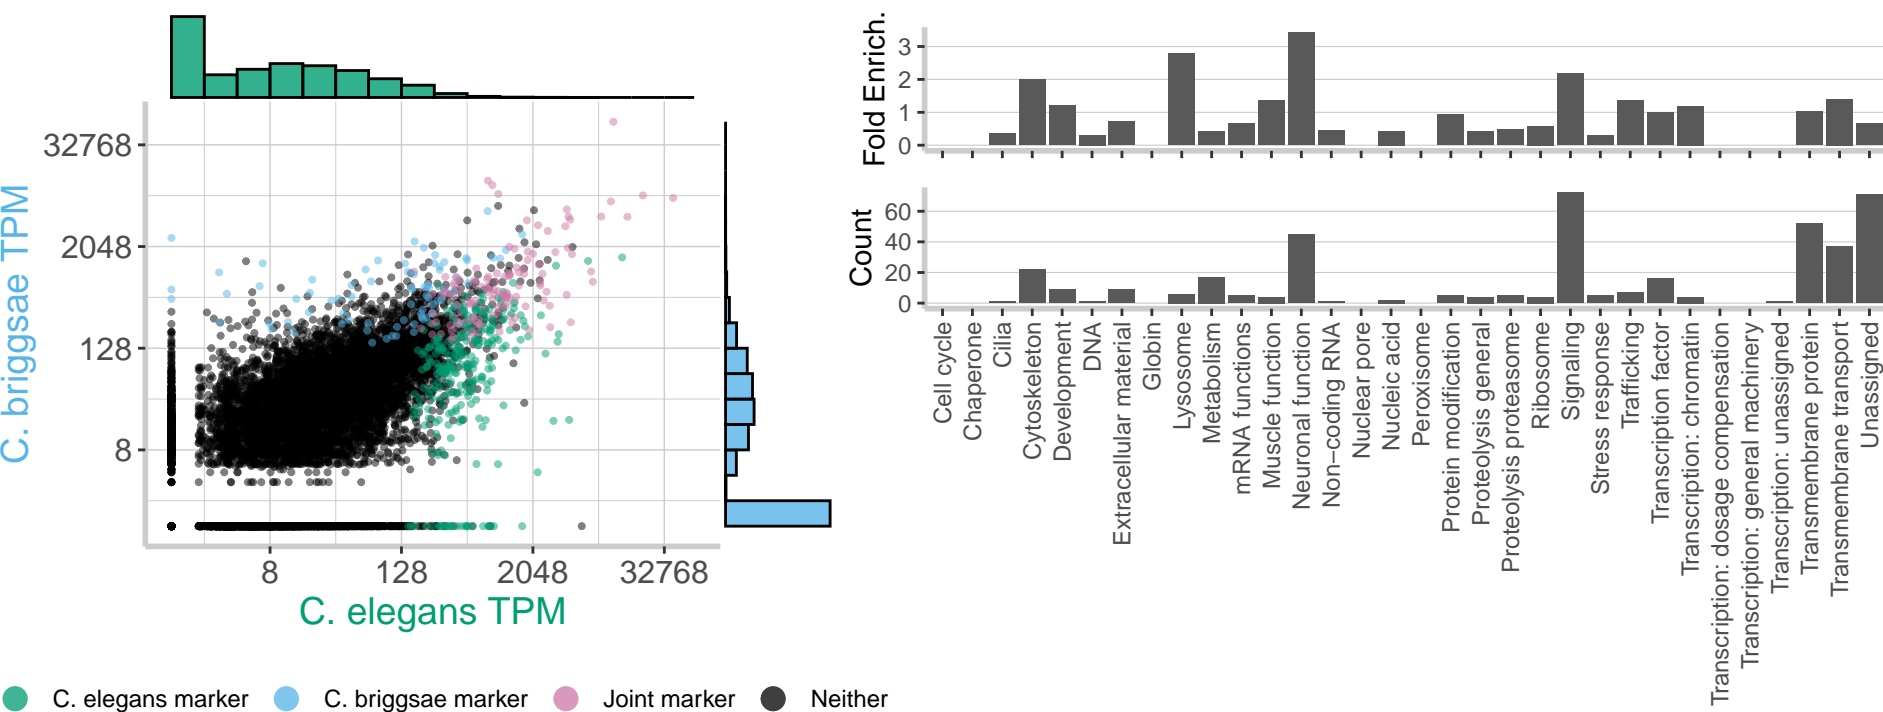 32768
2048
128
8
C. briggsae TPM
8
128
2048
32768
C. elegans TPM
C. elegans marker
C. briggsae marker
Joint marker
Neither
Fold Enrich.
3
2
1
0
Count
60
40
20
0
Cell cycle
Chaperone
Cilia
Cytoskeleton
Development
DNA
Extracellular material
Globin
Lysosome
Metabolism
mRNA functions
Muscle function
Neuronal function
Non−coding RNA
Nuclear pore
Nucleic acid
Peroxisome
Protein modification
Proteolysis general
Proteolysis proteasome
Ribosome
Signaling
Stress response
Trafficking
Transcription factor
Transcription: chromatin
Transcription: dosage compensation
Transcription: general machinery
Transcription: unassigned
Transmembrane protein
Transmembrane transport
Unassigned